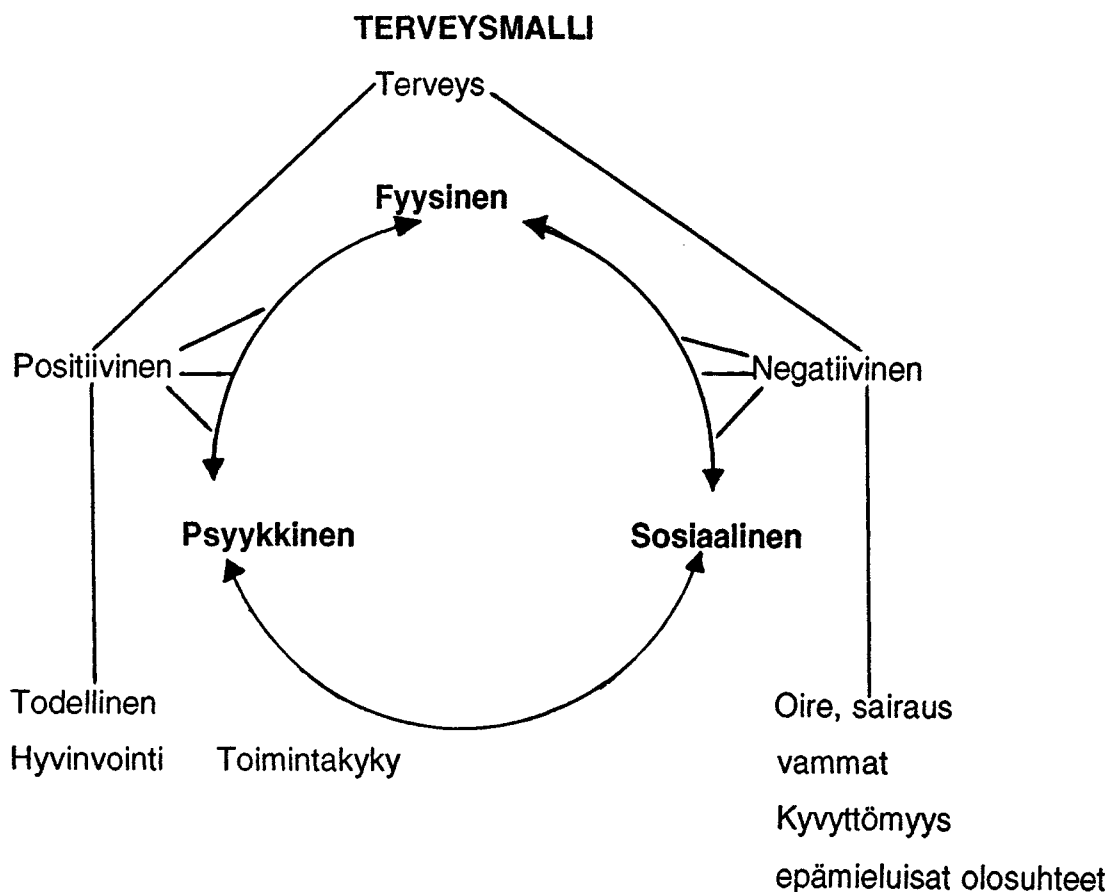 TERVEYSMALLI
Terveys
Fyysinen
Positiivinen
Negatiivinen
Psyykkinen
Sosiaalinen
Todellinen
Hyvinvointi
Toimintakyky
Oire, sairaus
vammat
Kyvyttömyys
epämieluisat olosuhteet